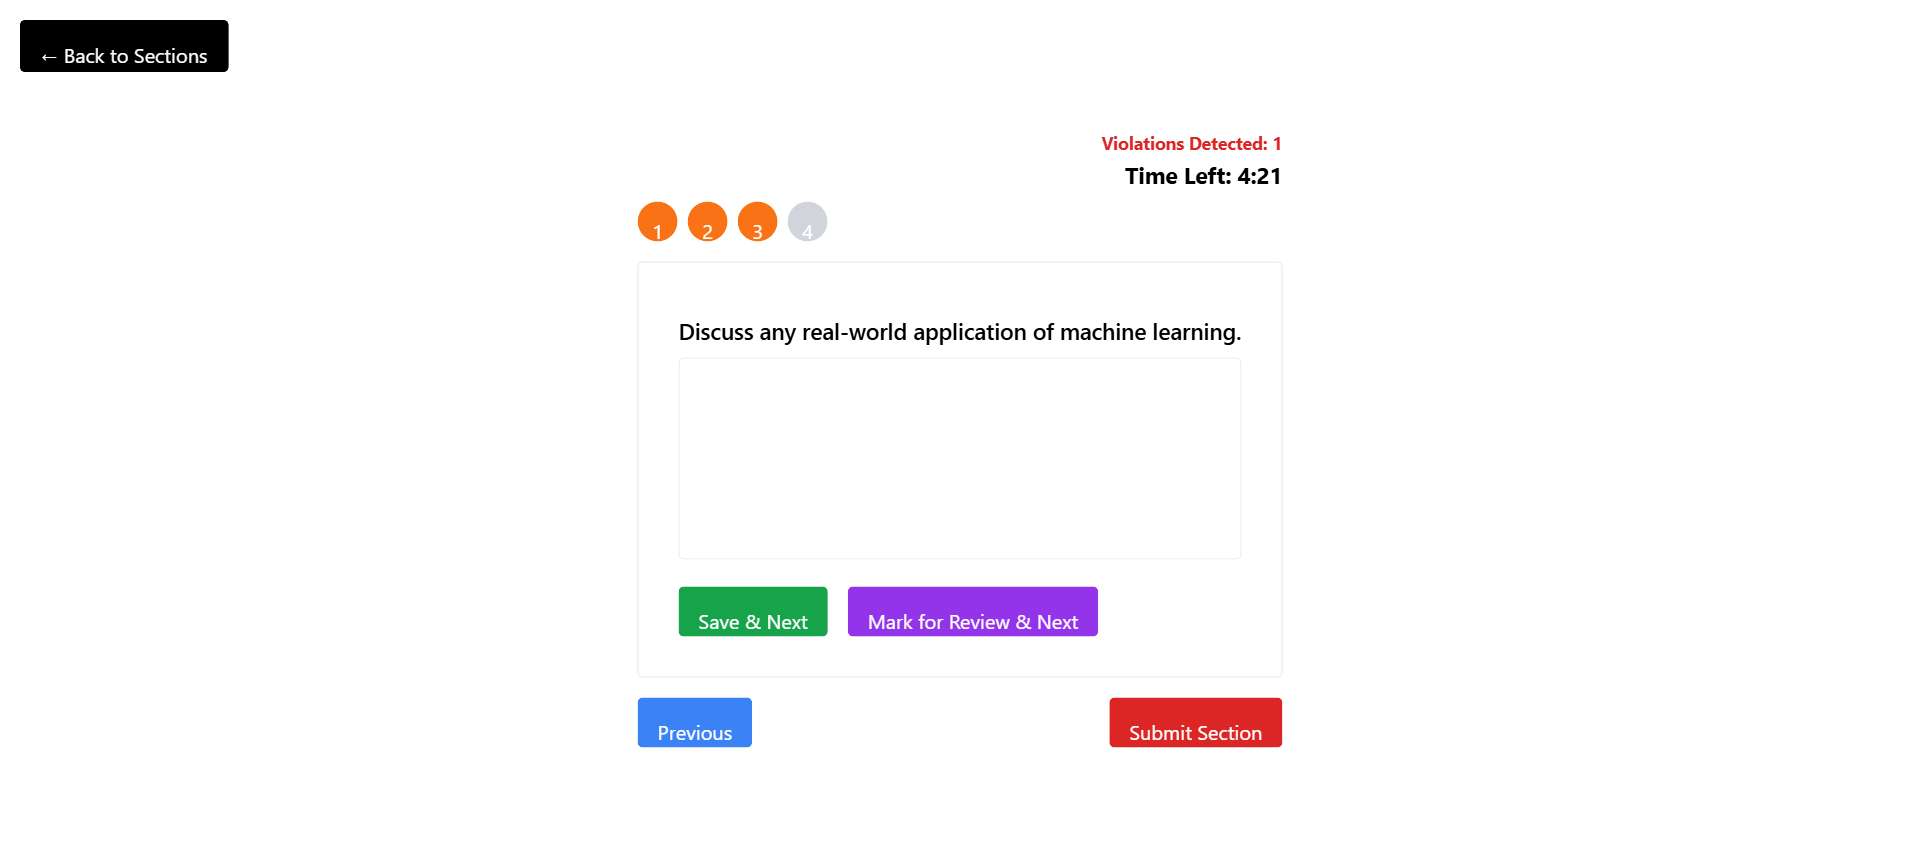 ← Back to Sections
Violations Detected: 1
Time Left: 4:21
1 2 3 4
Discuss any real-world application of machine learning.
Save & Next Mark for Review & Next
Previous Submit Section